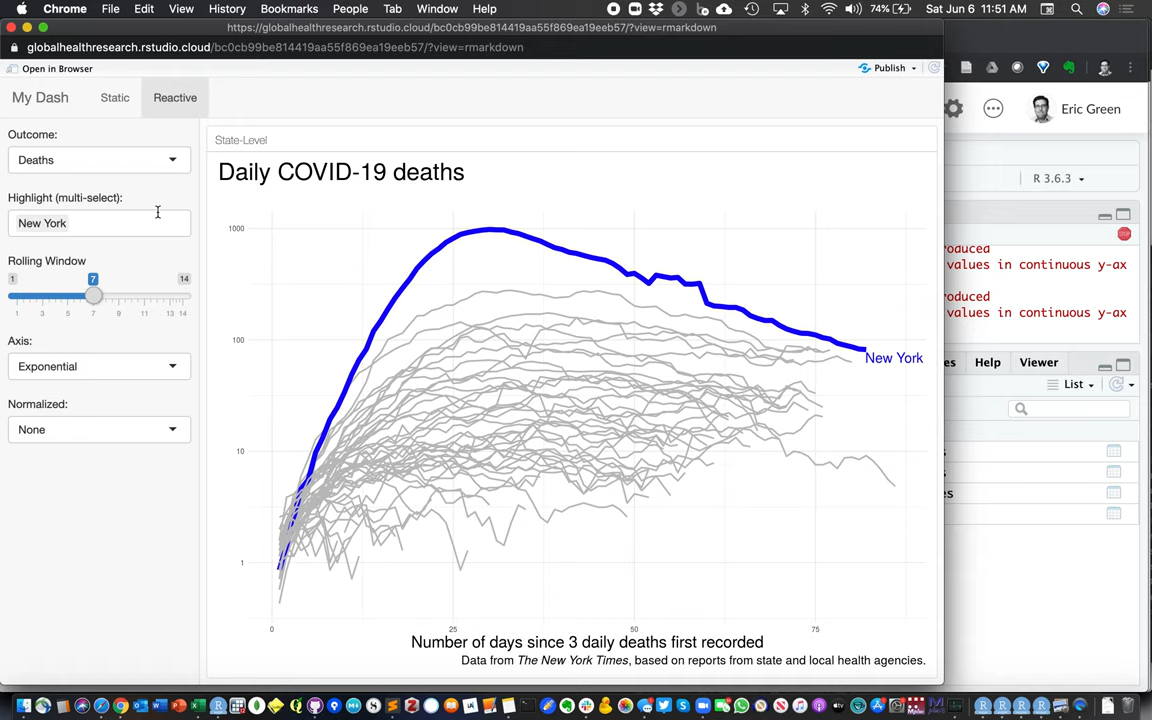 Chrome File Edit View History Bookmarks People Tab Window Help 74% Sat Jun 6 11:51 AM
https://globalhealthresearch.rstudio.cloud/bc0cb99be814419aa55f869ea19eeb57/?view=rmarkdown
globalhealthresearch.rstudio.cloud/bc0cb99be814419aa55f869ea19eeb57/?view=rmarkdown
Open in Browser Publish
My Dash Static Reactive
Eric Green
Outcome:
Deaths
Highlight (multi-select):
New York
Rolling Window
1 7 14
1 3 5 7 9 11 13 14
Axis:
Exponential
Normalized:
None
State-Level
Daily COVID-19 deaths
1000
100
10
1
New York
0 25 50 75
Number of days since 3 daily deaths first recorded
Data from The New York Times, based on reports from state and local health agencies.
R 3.6.3
STOP
oduced
values in continuous y-ax
oduced
values in continuous y-ax
es Help Viewer
List
s
s
es